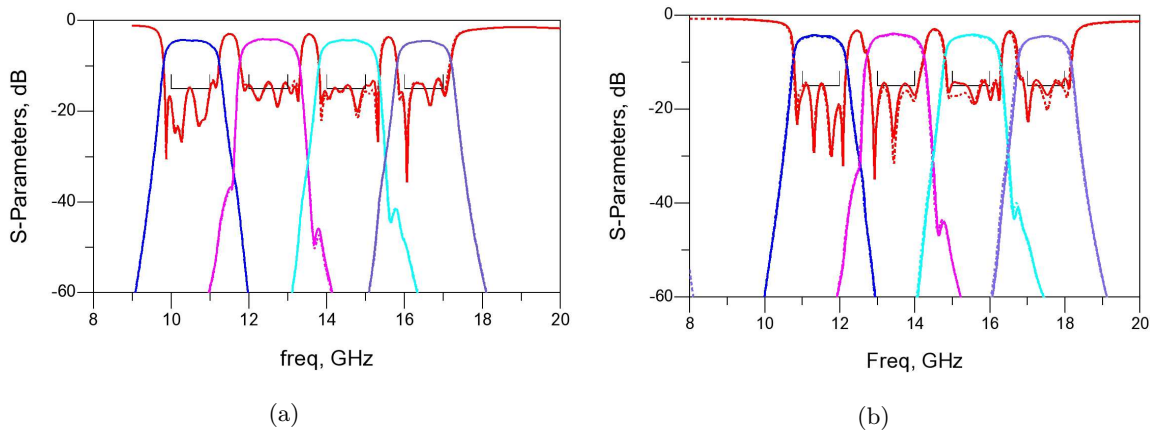 S-Parameters, dB
0
-20
-40
-60
8 10 12 14 16 18 20
freq, GHz
(a)
S-Parameters, dB
0
-20
-40
-60
8 10 12 14 16 18 20
Freq, GHz
(b)